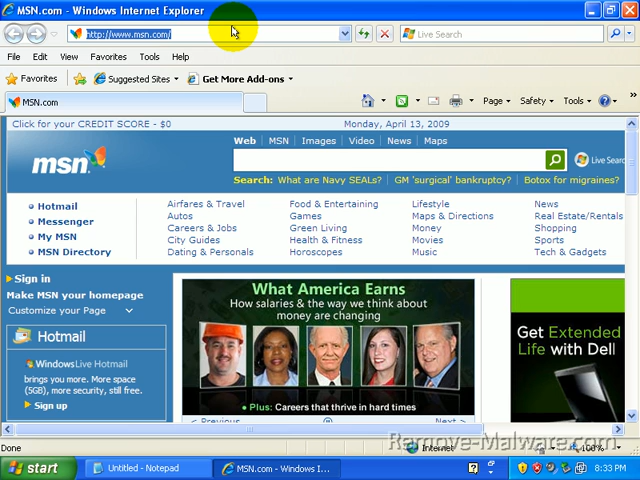 MSN.com - Windows Internet Explorer
http://www.msn.com/
Live Search
File Edit View Favorites Tools Help
Favorites Suggested Sites Get More Add-ons
MSN.com
Page Safety Tools
Click for your CREDIT SCORE - $0 Monday, April 13, 2009
msn
Web MSN Images Video News Maps
Live Searc
Search: What are Navy SEALs? GM 'surgical' bankruptcy? Botox for migraines?
Hotmail
Messenger
My MSN
MSN Directory
Airfares & Travel
Autos
Careers & Jobs
City Guides
Dating & Personals
Food & Entertaining
Games
Green Living
Health & Fitness
Horoscopes
Lifestyle
Maps & Directions
Money
Movies
Music
News
Real Estate/Rentals
Shopping
Sports
Tech & Gadgets
Sign in
Make MSN your homepage
Customize your Page
Hotmail
WindowsLive Hotmail
brings you more. More space
(5GB), more security, still free.
Sign up
What America Earns
How salaries & the way we think about
money are changing
Plus: Careers that thrive in hard times
< Previous Next >
Get Extended
Life with Dell
Remove-Malware.com
Done Internet 100%
start Untitled - Notepad MSN.com - Windows I... 8:33 PM